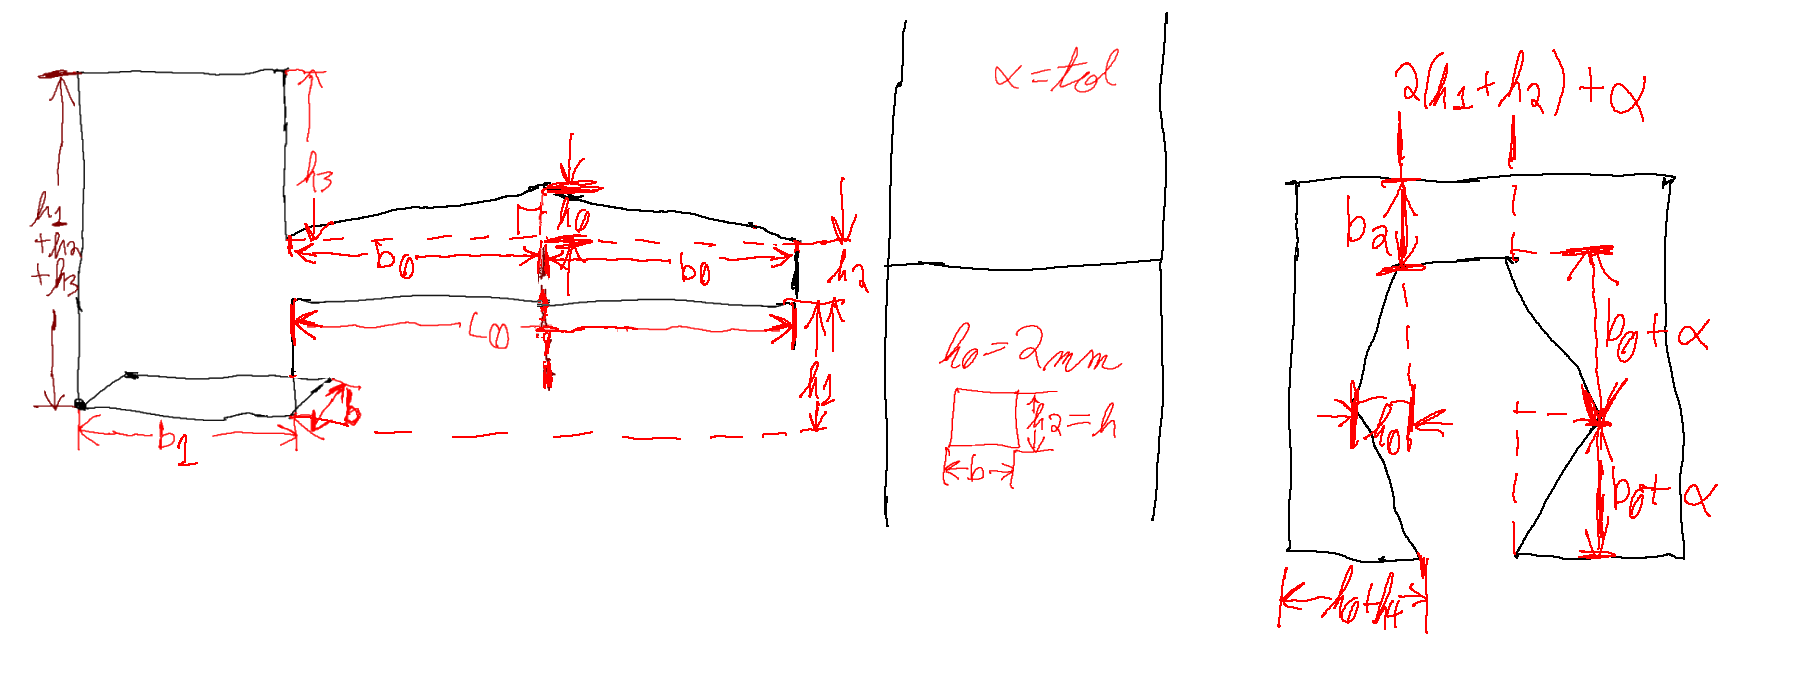 h1
+h2
+h3
h3
h0
b0
b0
h2
L0
h1
b1
b
α = tol
h0 = 2mm
h2 = h
b
2(h1+h2) + α
b2
b0 + α
h0
b0 + α
h0+h4